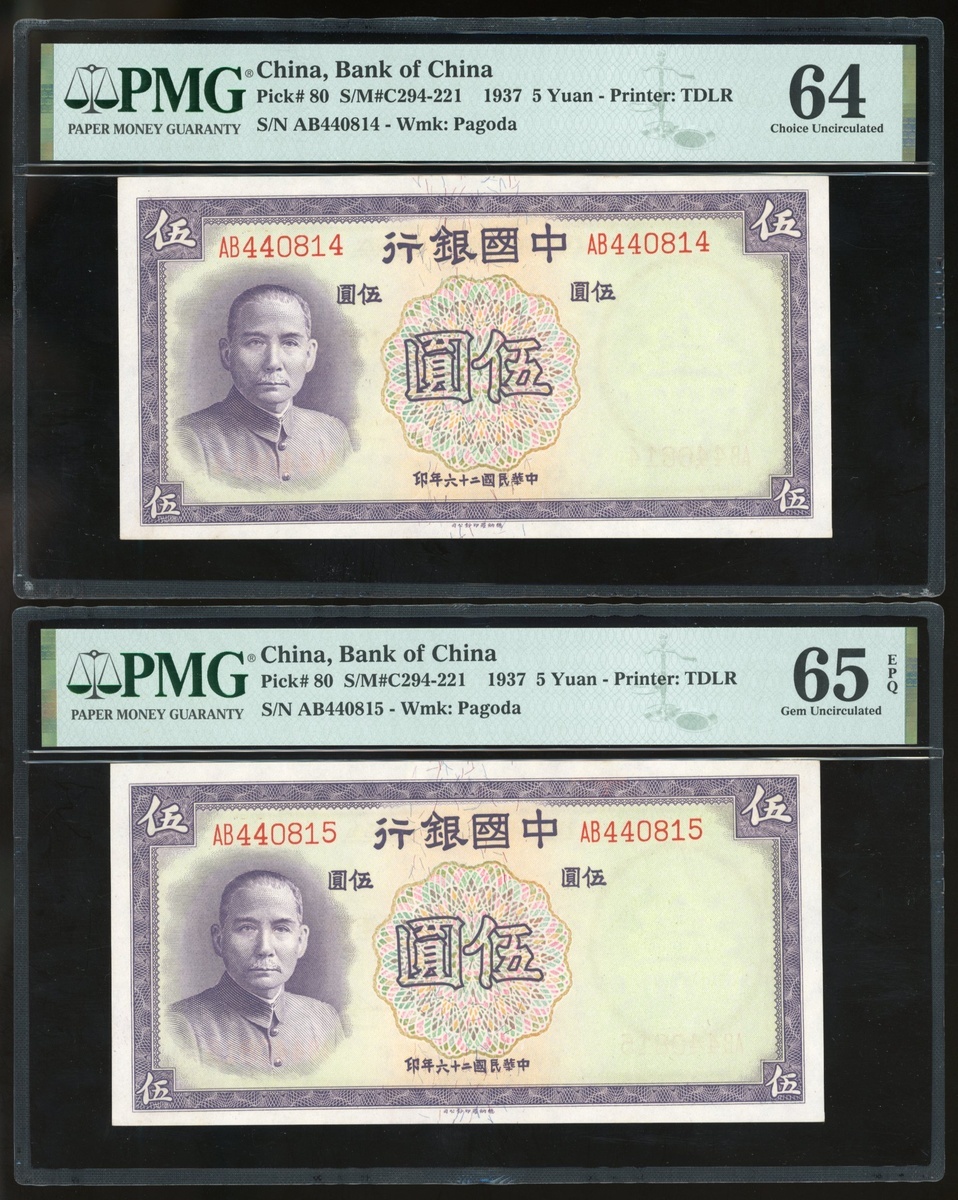 PMG®
PAPER MONEY GUARANTY
China, Bank of China
Pick# 80 S/M#C294-221 1937 5 Yuan - Printer: TDLR
S/N AB440814 - Wmk: Pagoda
64
Choice Uncirculated
伍
伍
AB440814
中國銀行
AB440814
伍圓
伍圓
伍圓
中華民國二十六年印
伍
伍
PMG®
PAPER MONEY GUARANTY
China, Bank of China
Pick# 80 S/M#C294-221 1937 5 Yuan - Printer: TDLR
S/N AB440815 - Wmk: Pagoda
65
EPQ
Gem Uncirculated
伍
伍
AB440815
中國銀行
AB440815
伍圓
伍圓
伍圓
中華民國二十六年印
伍
伍